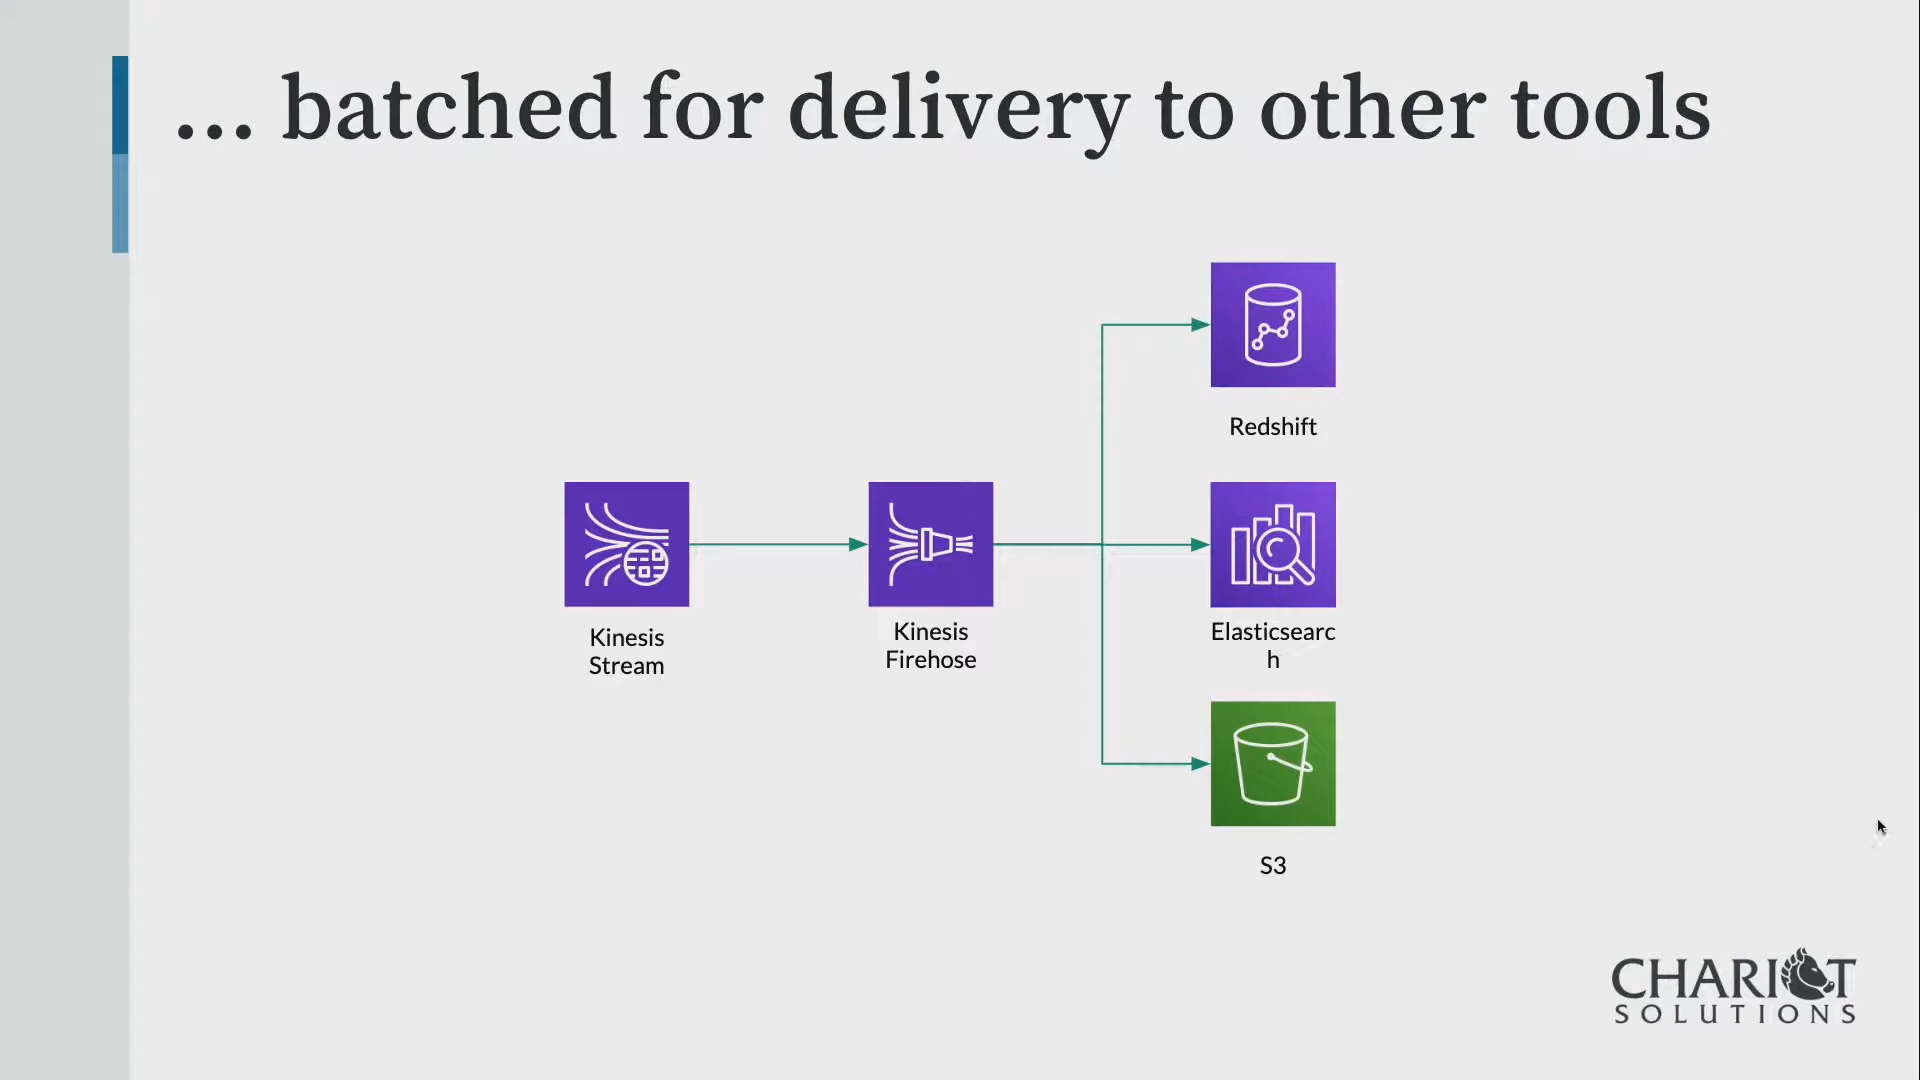 ... batched for delivery to other tools
Redshift
Kinesis
Stream
Kinesis
Firehose
Elasticsearc
h
S3
CHARIOT
SOLUTIONS